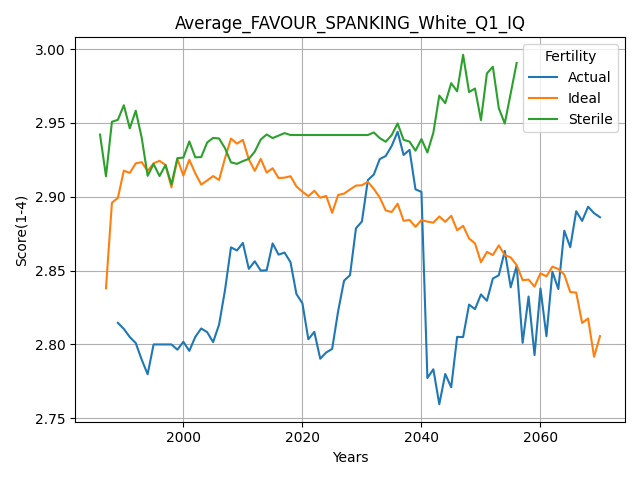 Average_FAVOUR_SPANKING_White_Q1_IQ
3.00
2.95
2.90
2.85
2.80
2.75
Score(1-4)
2000
2020
2040
2060
Years
Fertility
Actual
Ideal
Sterile